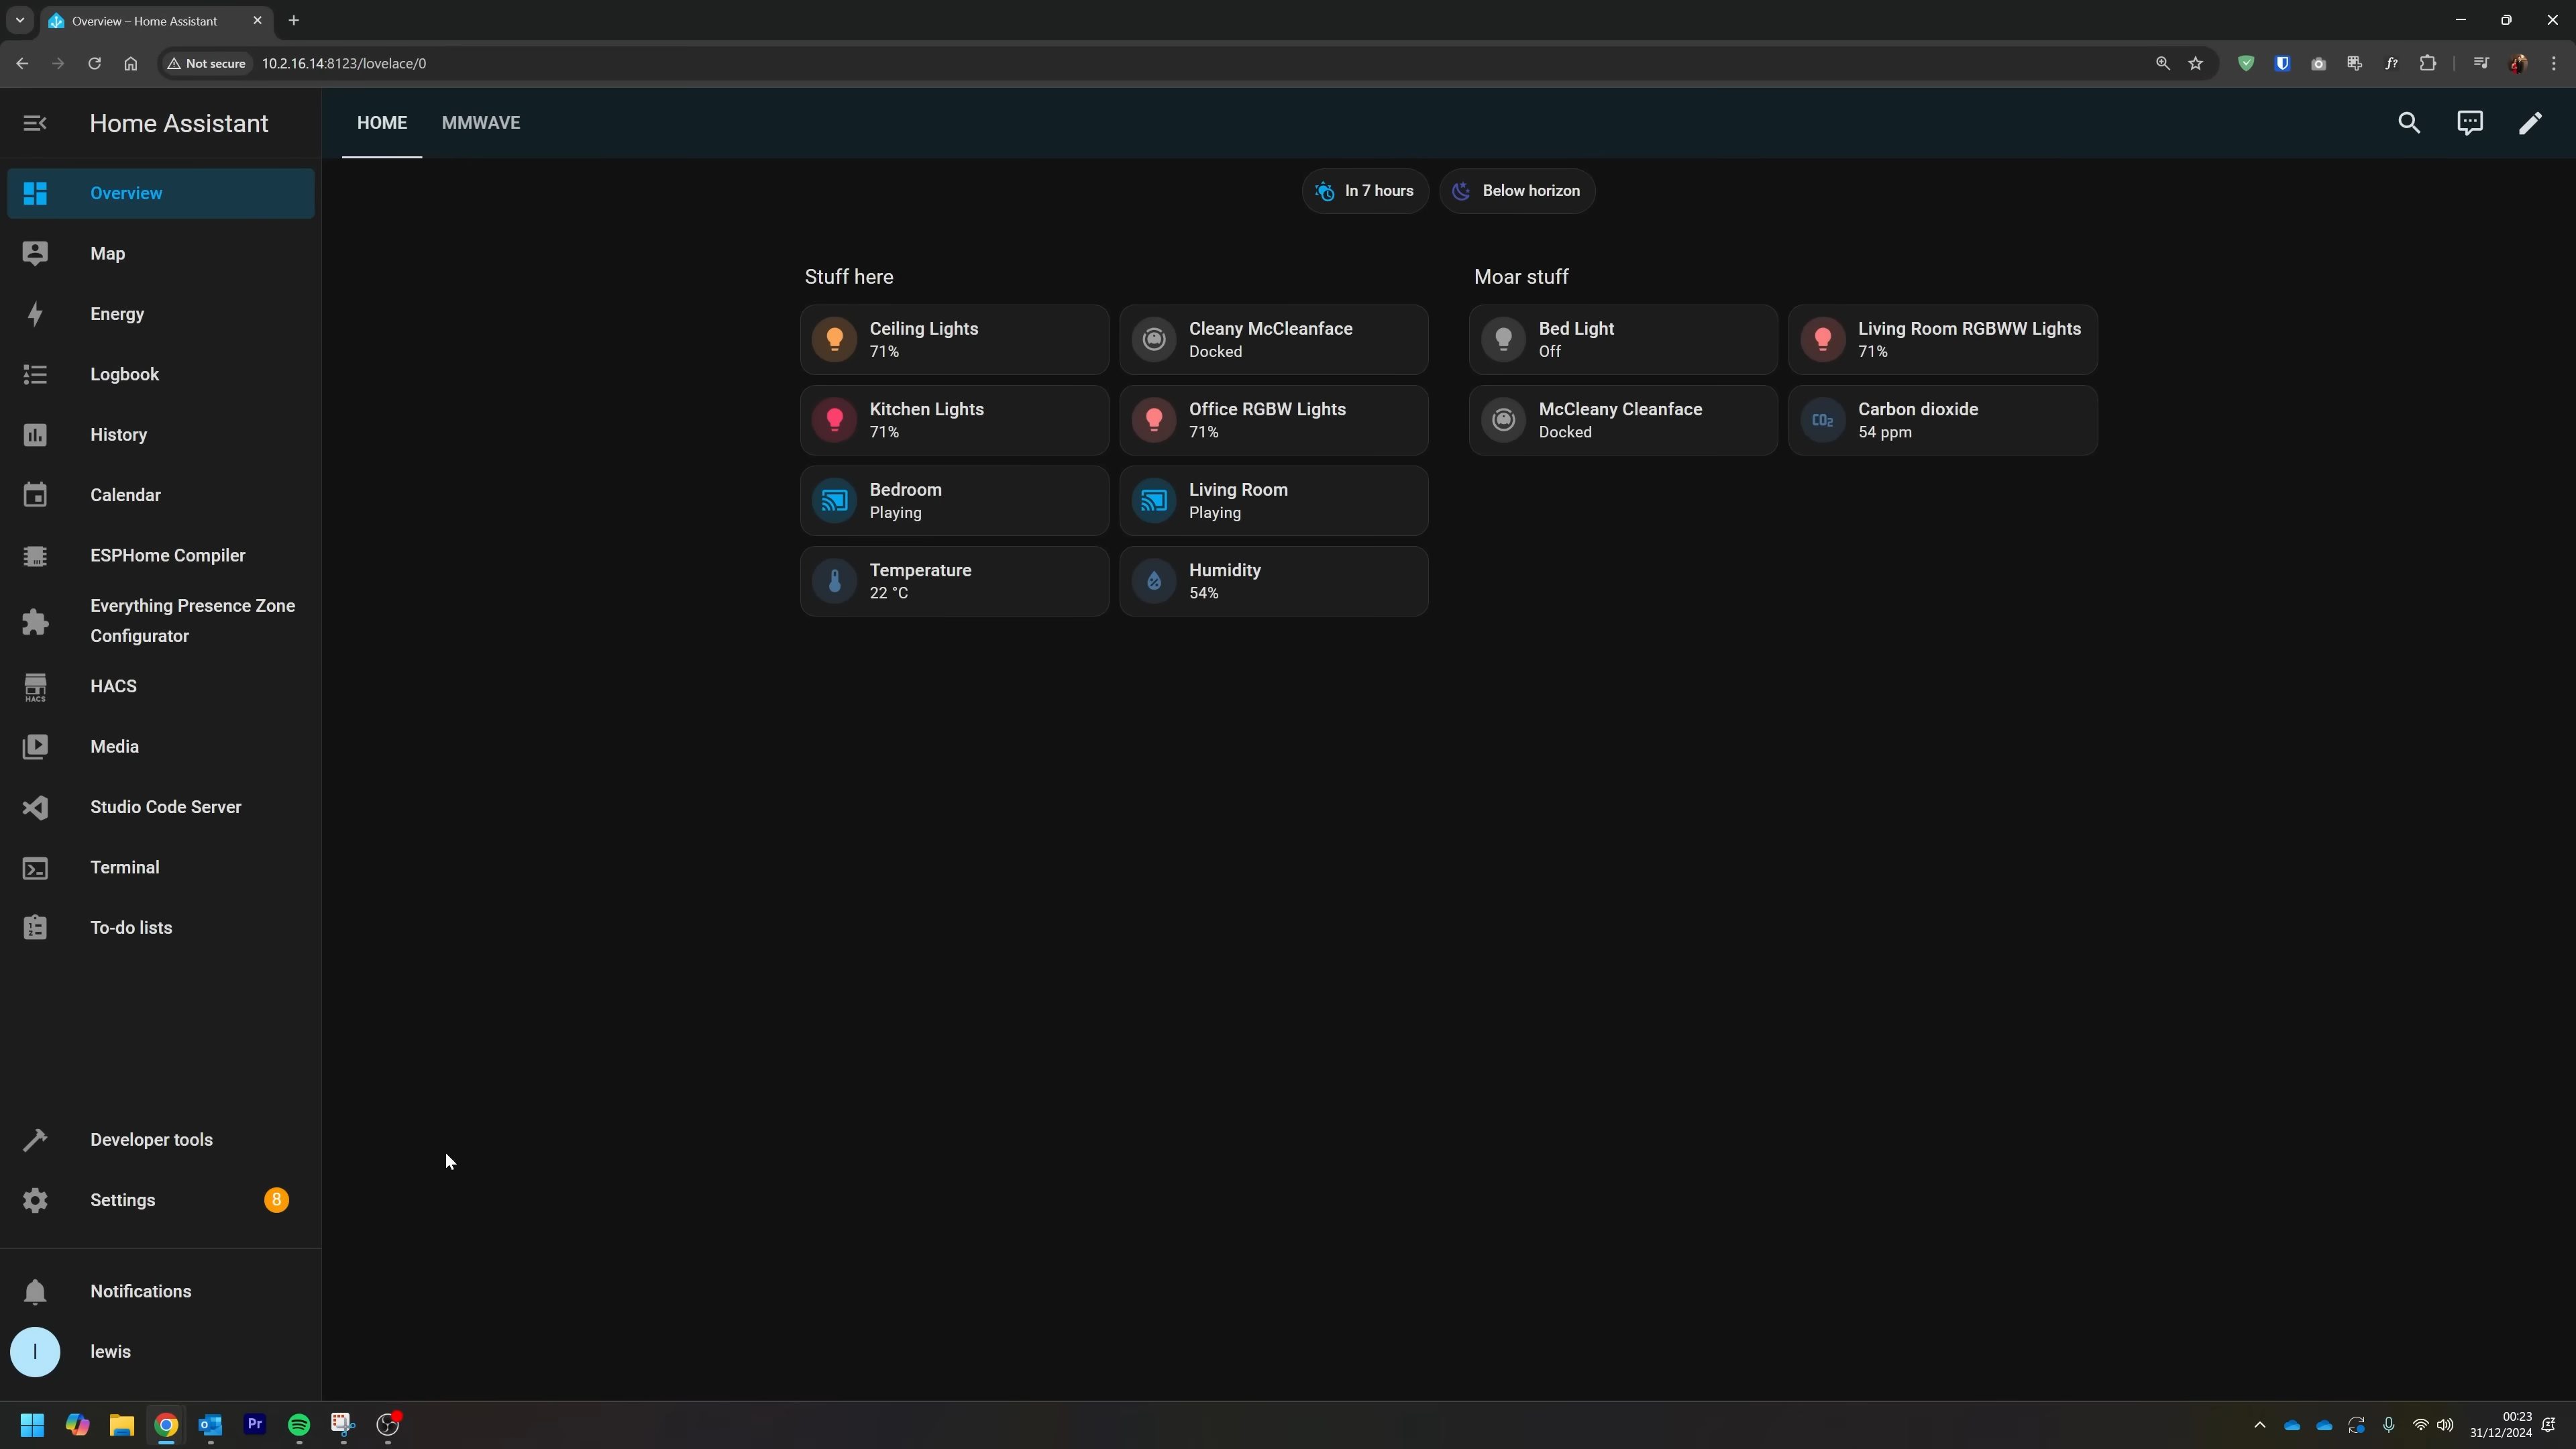 Overview – Home Assistant
Not secure
10.2.16.14:8123/lovelace/0
Home Assistant
HOME
MMWAVE
Overview
Map
Energy
Logbook
History
Calendar
ESPHome Compiler
Everything Presence Zone
Configurator
HACS
HACS
Media
Studio Code Server
Terminal
To-do lists
Developer tools
Settings
8
Notifications
l
lewis
In 7 hours
Below horizon
Stuff here
Ceiling Lights
71%
Cleany McCleanface
Docked
Kitchen Lights
71%
Office RGBW Lights
71%
Bedroom
Playing
Living Room
Playing
Temperature
22 °C
Humidity
54%
Moar stuff
Bed Light
Off
Living Room RGBWW Lights
71%
McCleany Cleanface
Docked
CO2
Carbon dioxide
54 ppm
Pr
00:23
31/12/2024